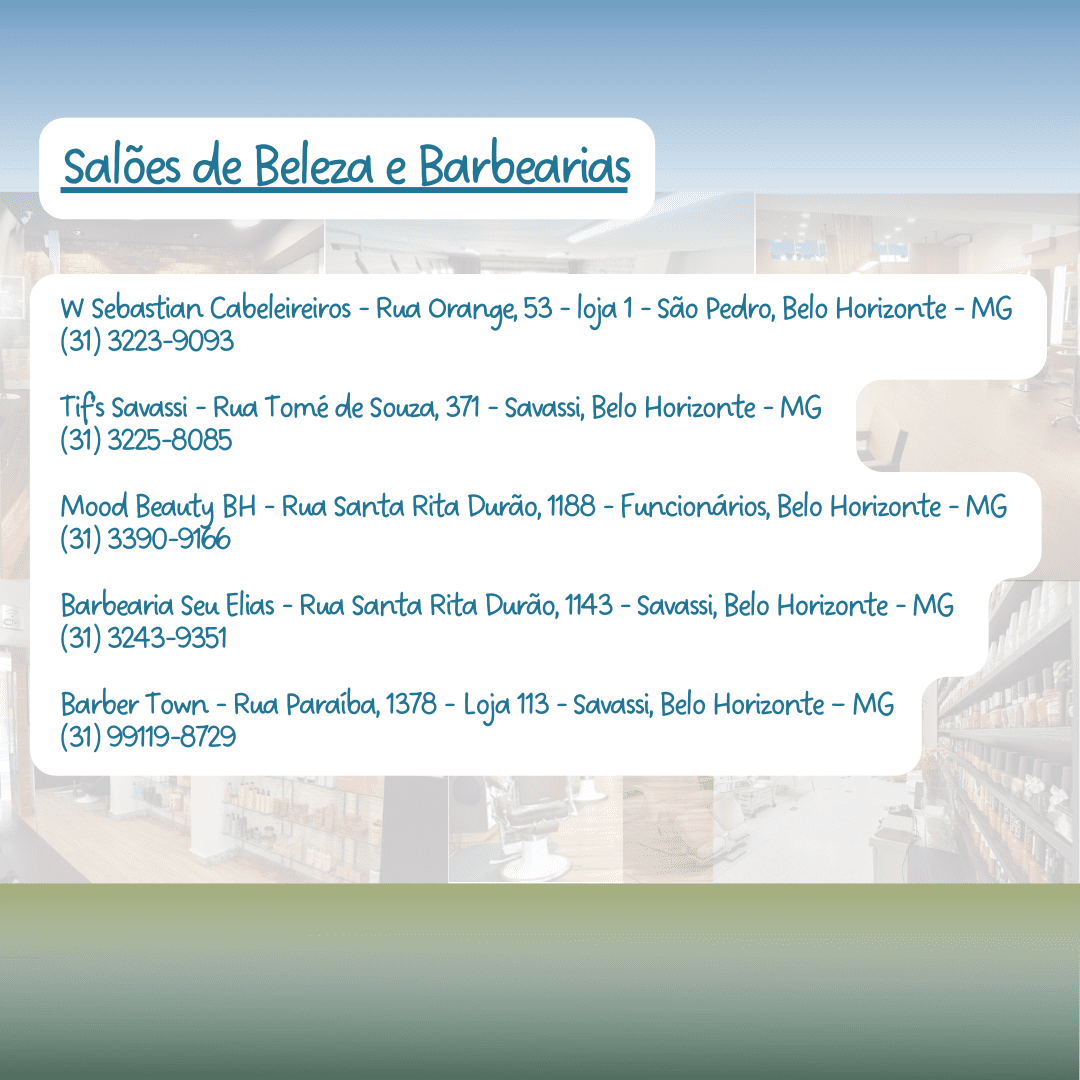 Salões de Beleza e Barbearias
W Sebastian Cabeleireiros - Rua Orange, 53 - loja 1 - São Pedro, Belo Horizonte - MG
(31) 3223-9093
Tif's Savassi - Rua Tomé de Souza, 371 - Savassi, Belo Horizonte - MG
(31) 3225-8085
Mood Beauty BH - Rua Santa Rita Durão, 1188 - Funcionários, Belo Horizonte - MG
(31) 3390-9166
Barbearia Seu Elias - Rua Santa Rita Durão, 1143 - Savassi, Belo Horizonte - MG
(31) 3243-9351
Barber Town - Rua Paraíba, 1378 - Loja 113 - Savassi, Belo Horizonte – MG
(31) 99119-8729